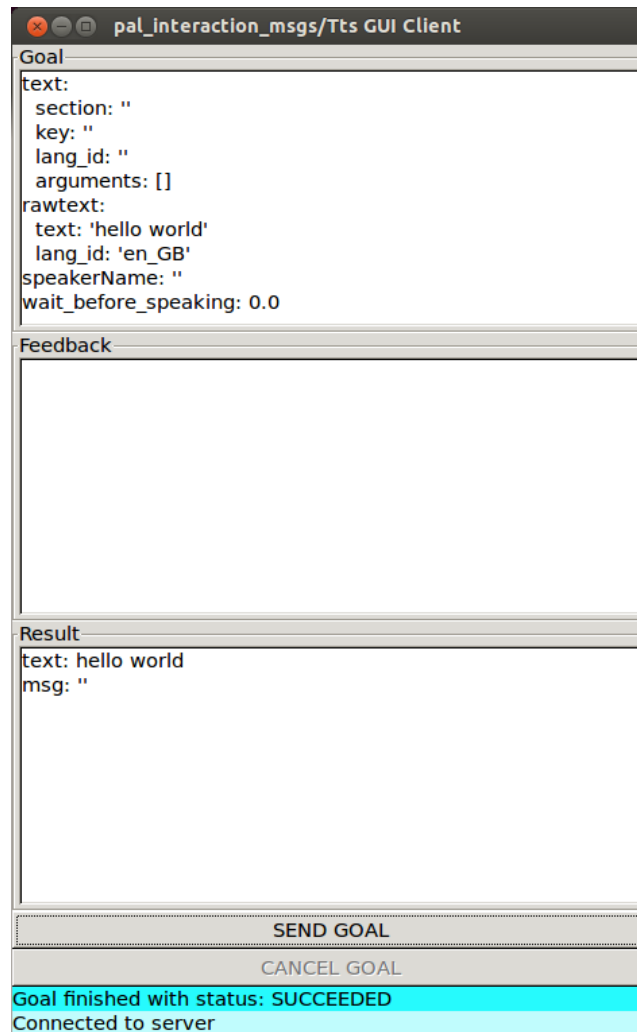 pal_interaction_msgs/Tts GUI Client
Goal
text:
  section: ''
  key: ''
  lang_id: ''
  arguments: []
rawtext:
  text: 'hello world'
  lang_id: 'en_GB'
speakerName: ''
wait_before_speaking: 0.0
Feedback
Result
text: hello world
msg: ''
SEND GOAL
CANCEL GOAL
Goal finished with status: SUCCEEDED
Connected to server